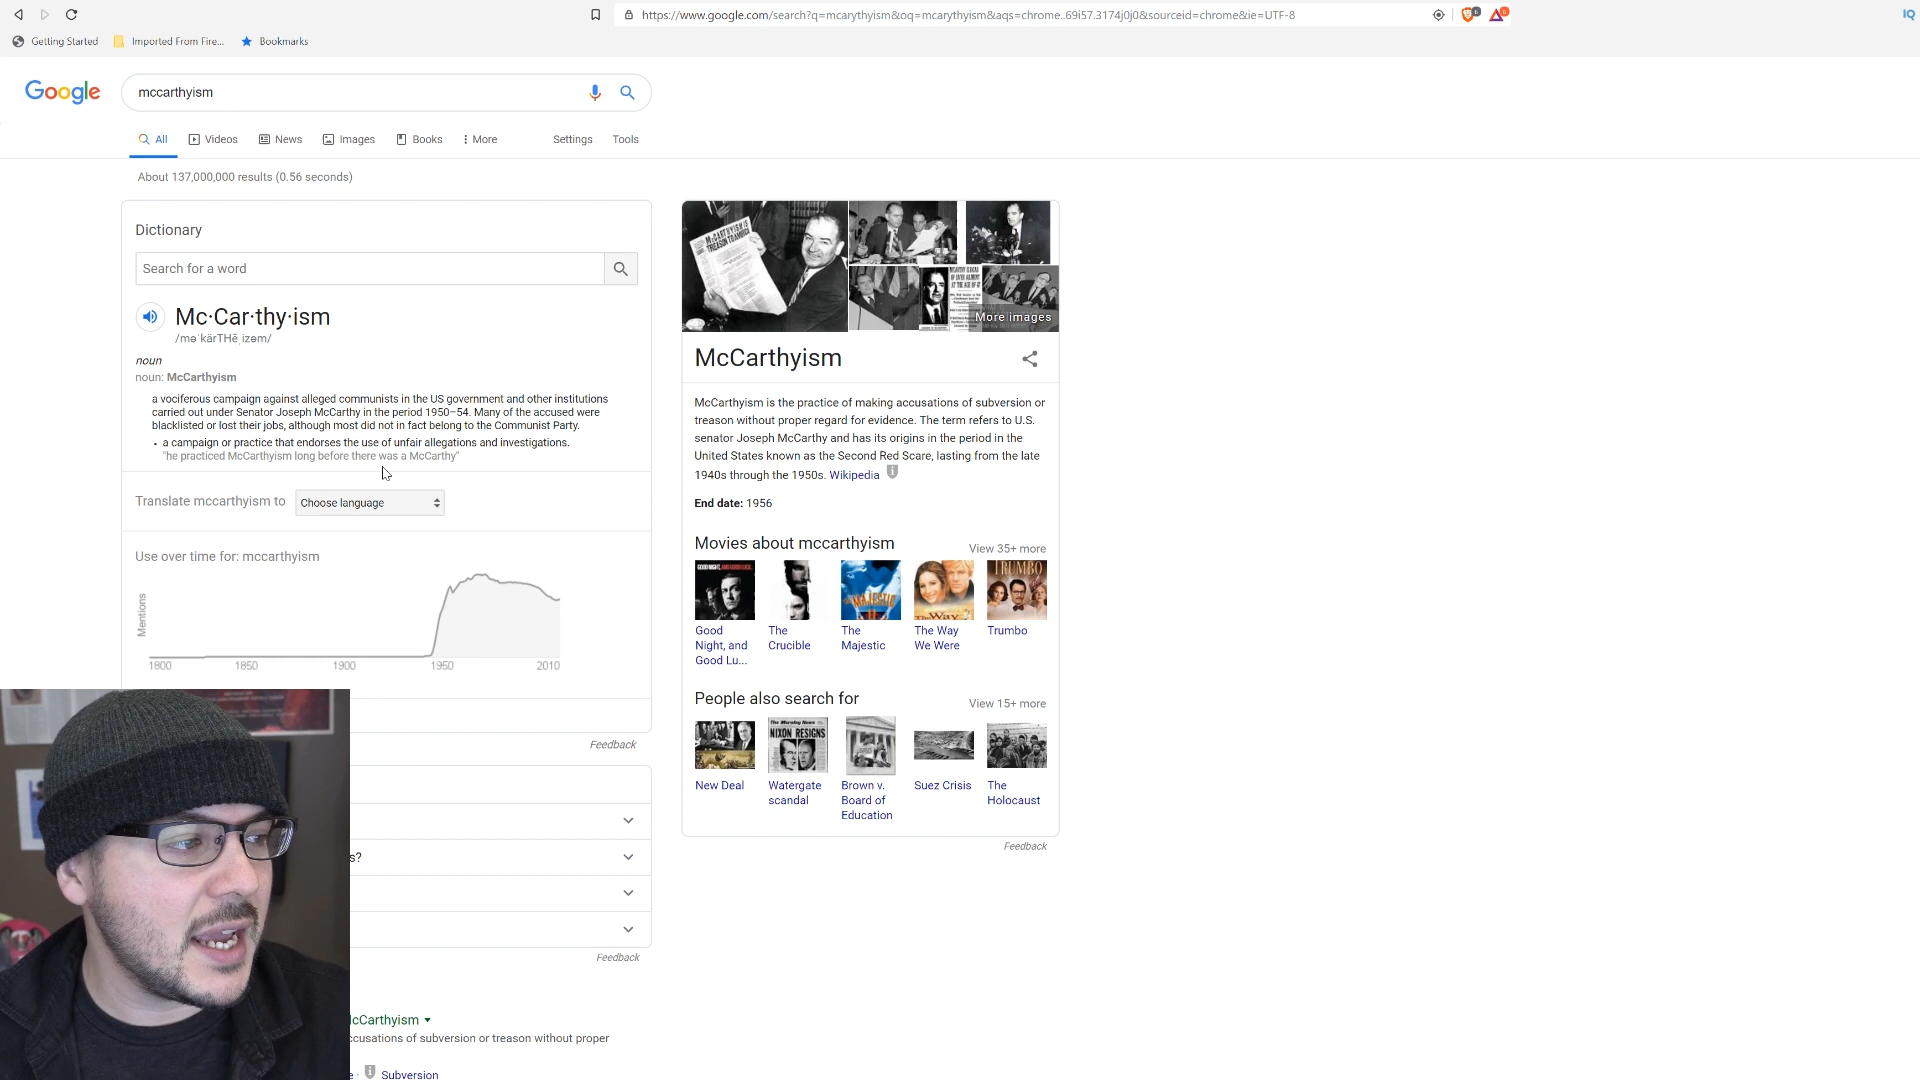 https://www.google.com/search?q=mcarythyism&oq=mcarythyism&aqs=chrome..69i57.3174j0j0&sourceid=chrome&ie=UTF-8
IQ
Getting Started
Imported From Fire...
Bookmarks
Google
mccarthyism
All
Videos
News
Images
Books
More
Settings
Tools
About 137,000,000 results (0.56 seconds)
Dictionary
Search for a word
Mc·Car·thy·ism
/məˈkärTHēˌizəm/
noun
noun: McCarthyism
a vociferous campaign against alleged communists in the US government and other institutions
carried out under Senator Joseph McCarthy in the period 1950–54. Many of the accused were
blacklisted or lost their jobs, although most did not in fact belong to the Communist Party.
• a campaign or practice that endorses the use of unfair allegations and investigations.
"he practiced McCarthyism long before there was a McCarthy"
Translate mccarthyism to
Choose language
Use over time for: mccarthyism
Mentions
1800
1850
1900
1950
2010
Feedback
s?
Feedback
cCarthyism
ccusations of subversion or treason without proper
e ·
Subversion
More images
McCarthyism
McCarthyism is the practice of making accusations of subversion or
treason without proper regard for evidence. The term refers to U.S.
senator Joseph McCarthy and has its origins in the period in the
United States known as the Second Red Scare, lasting from the late
1940s through the 1950s. Wikipedia
End date: 1956
Movies about mccarthyism
View 35+ more
TRUMBO
Good
Night, and
Good Lu...
The
Crucible
The
Majestic
The Way
We Were
Trumbo
People also search for
View 15+ more
NIXON RESIGNS
New Deal
Watergate
scandal
Brown v.
Board of
Education
Suez Crisis
The
Holocaust
Feedback